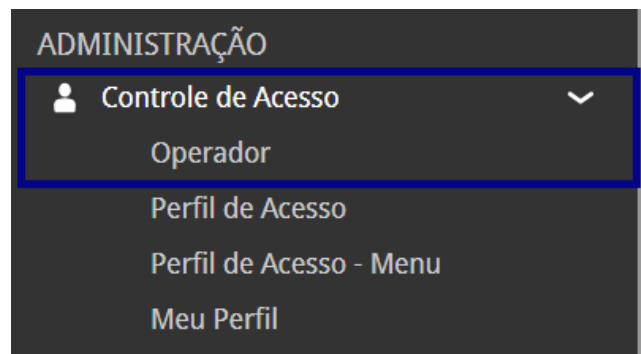 ADMINISTRAÇÃO
Controle de Acesso
Operador
Perfil de Acesso
Perfil de Acesso - Menu
Meu Perfil